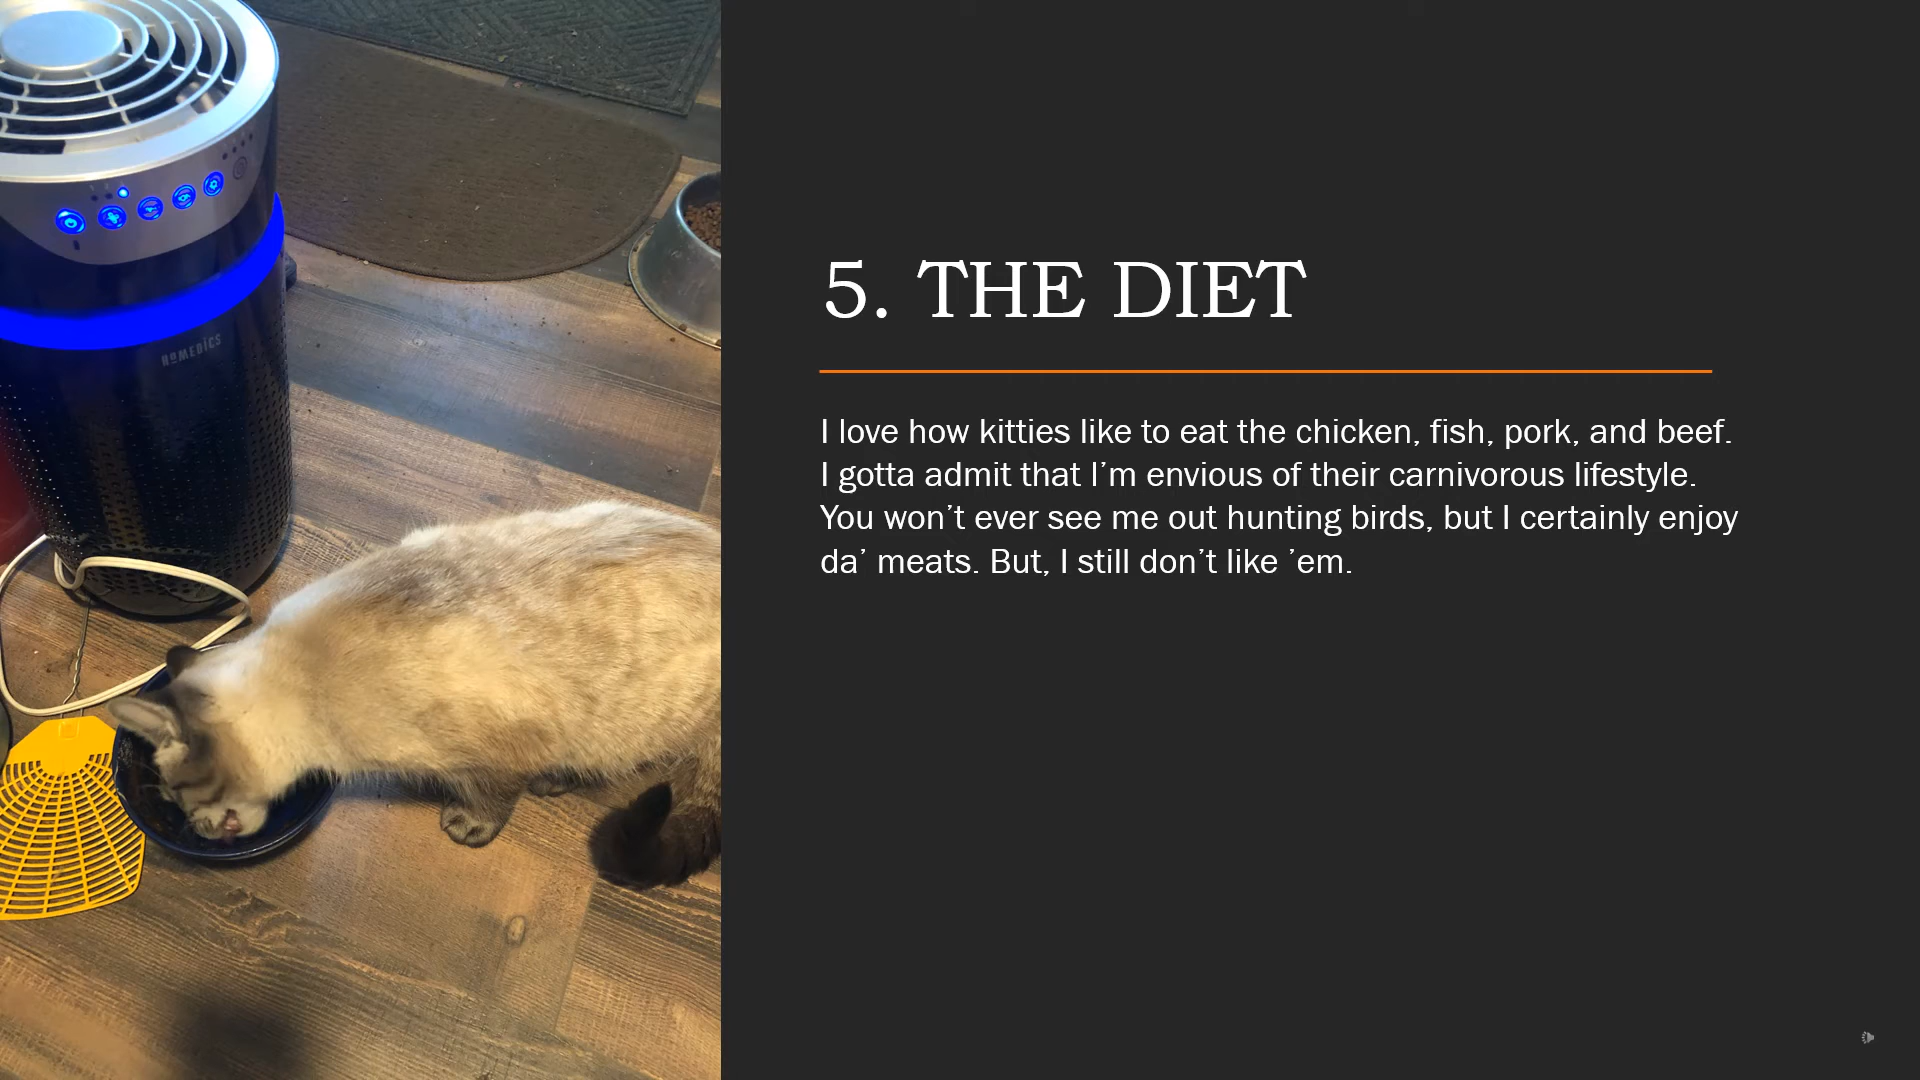 HoMEDICS
5. THE DIET
I love how kitties like to eat the chicken, fish, pork, and beef.
I gotta admit that I’m envious of their carnivorous lifestyle.
You won’t ever see me out hunting birds, but I certainly enjoy
da’ meats. But, I still don’t like ’em.